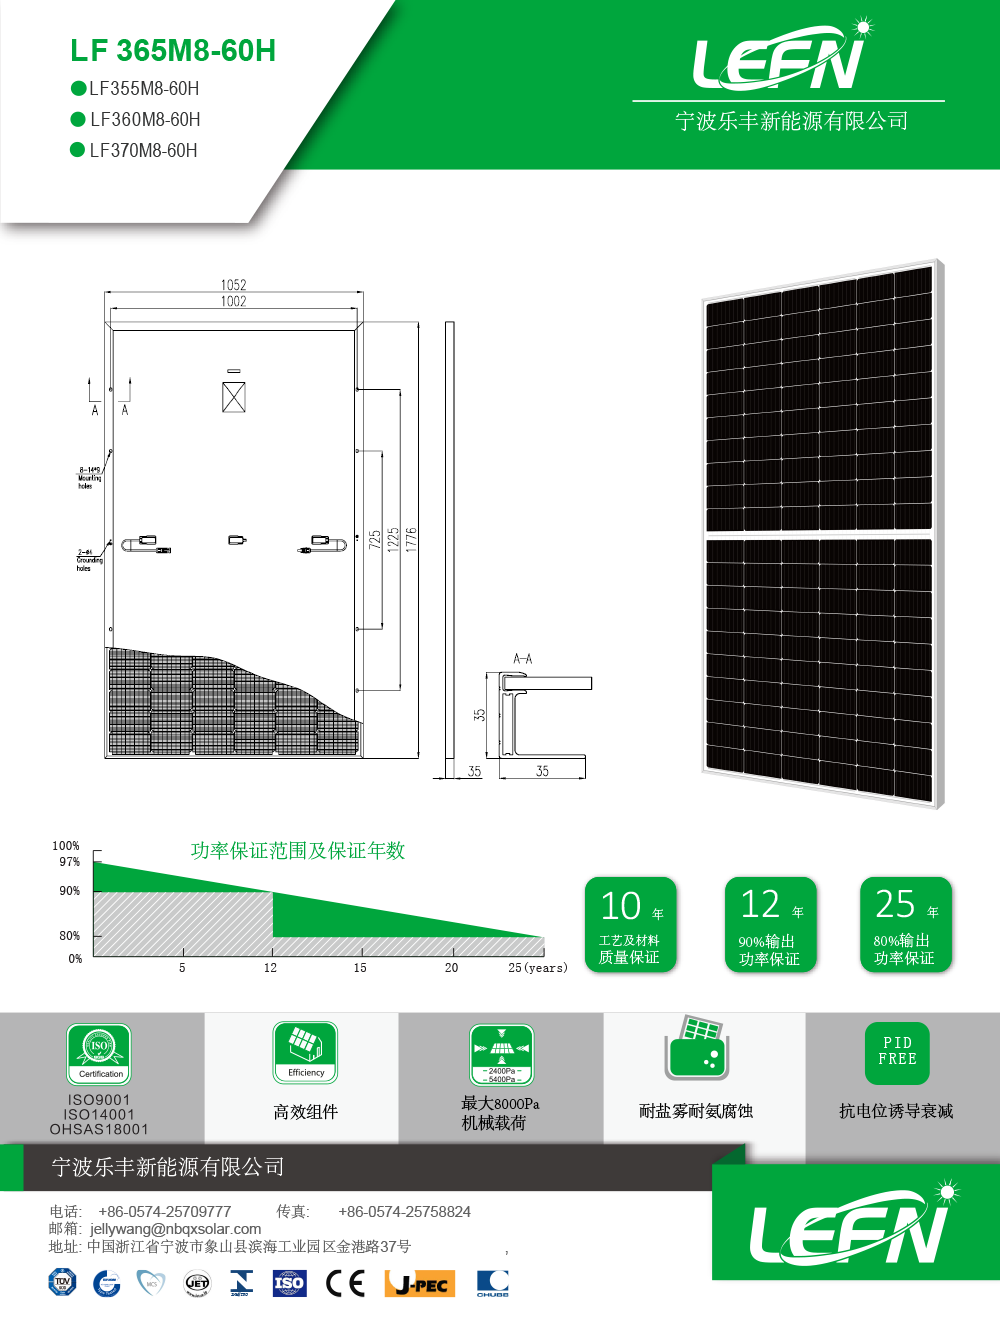 LF 365M8-60H
LF355M8-60H
LF360M8-60H
LF370M8-60H
LEFN
宁波乐丰新能源有限公司
1052
1002
A
A
8-14*9
Mounting
holes
2-ø4
Grounding
holes
725
1225
1776
35
A-A
35
35
功率保证范围及保证年数
100%
97%
90%
80%
0%
5
12
15
20
25(years)
10 年
工艺及材料
质量保证
12 年
90%输出
功率保证
25 年
80%输出
功率保证
ISO
Certification
ISO9001
ISO14001
OHSAS18001
Efficiency
高效组件
2400Pa
5400Pa
最大8000Pa
机械载荷
耐盐雾耐氨腐蚀
PID
FREE
抗电位诱导衰减
宁波乐丰新能源有限公司
电话: +86-0574-25709777 传真: +86-0574-25758824
邮箱: jellywang@nbqxsolar.com
地址: 中国浙江省宁波市象山县滨海工业园区金港路37号 ,
LEFN
TÜV
MCS
JET
ISO
CE
J-PEC
CHUBB